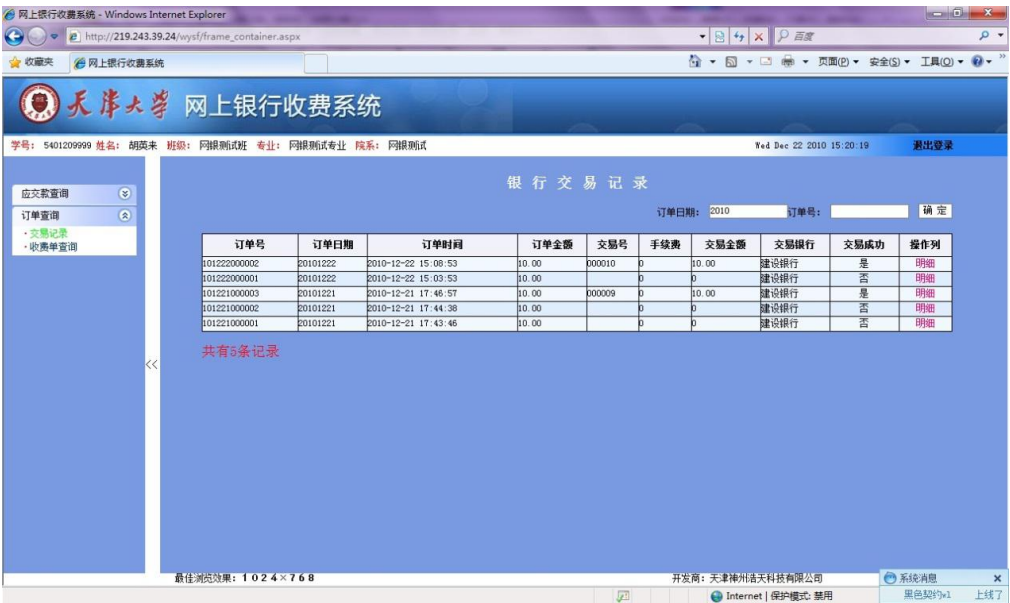 网上银行收费系统 - Windows Internet Explorer
http://219.243.39.24/wysf/frame_container.aspx
百度
收藏夹 网上银行收费系统 页面(P) 安全(S) 工具(O)
天津大学 网上银行收费系统
学号: 5401209999 姓名: 胡英来 班级: 网银测试班 专业: 网银测试专业 院系: 网银测试 Wed Dec 22 2010 15:20:19 退出登录
应交款查询
订单查询
·交易记录
·收费单查询
银行交易记录
订单日期: 2010 订单号: 确定
订单号 订单日期 订单时间 订单金额 交易号 手续费 交易金额 交易银行 交易成功 操作列
101222000002 20101222 2010-12-22 15:08:53 10.00 000010 0 10.00 建设银行 是 明细
101222000001 20101222 2010-12-22 15:03:53 10.00 0 0 建设银行 否 明细
101221000003 20101221 2010-12-21 17:46:57 10.00 000009 0 10.00 建设银行 是 明细
101221000002 20101221 2010-12-21 17:44:38 10.00 0 0 建设银行 否 明细
101221000001 20101221 2010-12-21 17:43:46 10.00 0 0 建设银行 否 明细
共有5条记录
<<
最佳浏览效果: 1024×768 开发商: 天津神州浩天科技有限公司
系统消息
Internet | 保护模式: 禁用
黑色契约w1 上线了